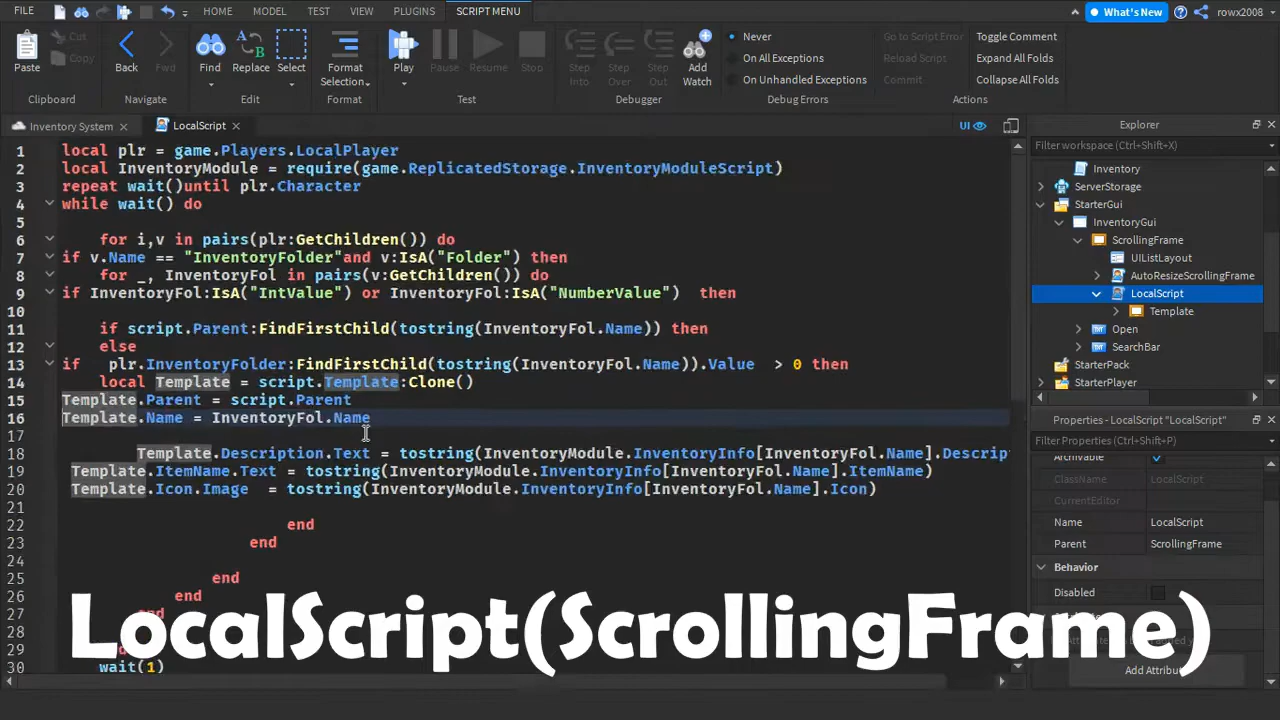 FILE HOME MODEL TEST VIEW PLUGINS SCRIPT MENU What's New rowx2008
Paste Cut Copy Back Fwd Find Replace Select Format Selection Play Pause Resume Stop Step Into Step Over Step Out Add Watch Never On All Exceptions On Unhandled Exceptions Go to Script Error Reload Script Commit Toggle Comment Expand All Folds Collapse All Folds
Clipboard Navigate Edit Format Test Debugger Debug Errors Actions
Inventory System LocalScript UI
1 local plr = game.Players.LocalPlayer
2 local InventoryModule = require(game.ReplicatedStorage.InventoryModuleScript)
3 repeat wait()until plr.Character
4 while wait() do
5
6 for i,v in pairs(plr:GetChildren()) do
7 if v.Name == "InventoryFolder"and v:IsA("Folder") then
8 for _, InventoryFol in pairs(v:GetChildren()) do
9 if InventoryFol:IsA("IntValue") or InventoryFol:IsA("NumberValue") then
10
11 if script.Parent:FindFirstChild(tostring(InventoryFol.Name)) then
12 else
13 if plr.InventoryFolder:FindFirstChild(tostring(InventoryFol.Name)).Value > 0 then
14 local Template = script.Template:Clone()
15 Template.Parent = script.Parent
16 Template.Name = InventoryFol.Name
17
18 Template.Description.Text = tostring(InventoryModule.InventoryInfo[InventoryFol.Name].Descrip
19 Template.ItemName.Text = tostring(InventoryModule.InventoryInfo[InventoryFol.Name].ItemName)
20 Template.Icon.Image = tostring(InventoryModule.InventoryInfo[InventoryFol.Name].Icon)
21
22 end
23 end
24
25 end
26 end
27 end
28
29
30 wait(1)
LocalScript(ScrollingFrame)
Explorer
Filter workspace (Ctrl+Shift+X)
Inventory
ServerStorage
StarterGui
InventoryGui
ScrollingFrame
UIListLayout
AutoResizeScrollingFrame
LocalScript
Template
Open
SearchBar
StarterPack
StarterPlayer
Properties - LocalScript "LocalScript"
Filter Properties (Ctrl+Shift+P)
Archivable
ClassName LocalScript
CurrentEditor
Name LocalScript
Parent ScrollingFrame
Behavior
Disabled
Add Attribu